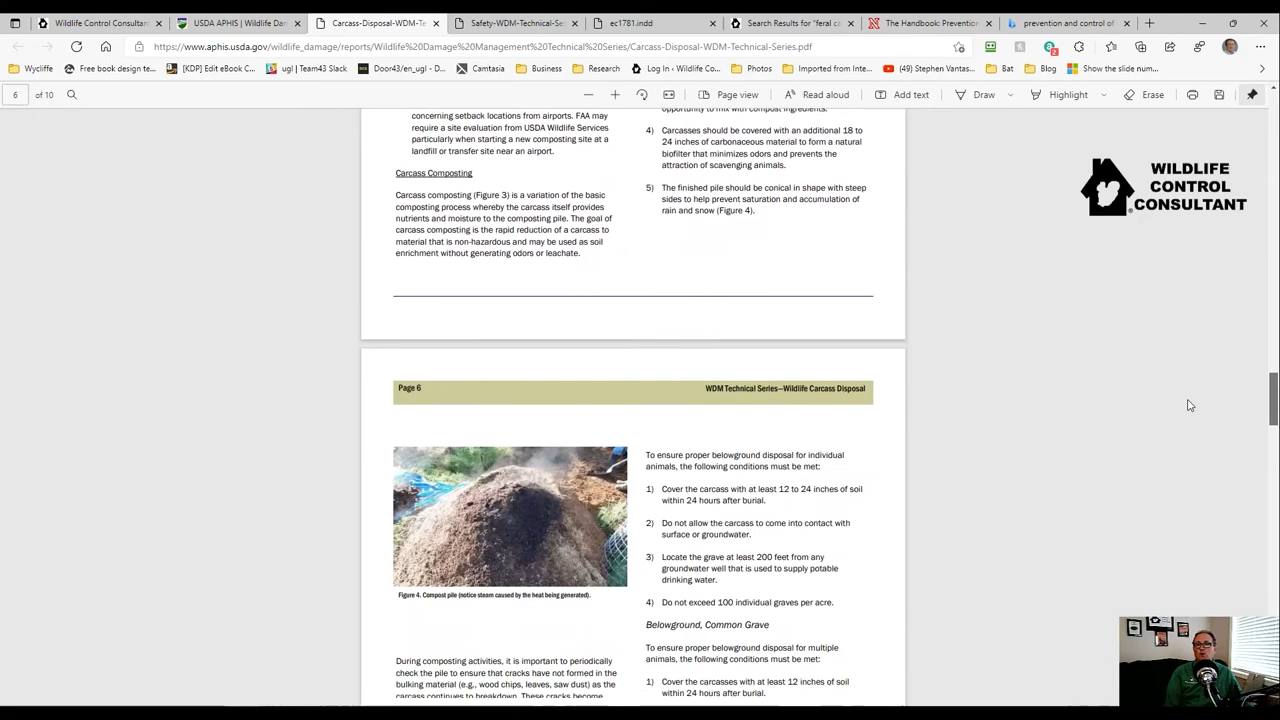 Wildlife Control Consultant
USDA APHIS | Wildlife Dam
Carcass-Disposal-WDM-Te
Safety-WDM-Technical-Se
ec1781.indd
Search Results for "feral ca
The Handbook: Prevention
prevention and control of
https://www.aphis.usda.gov/wildlife_damage/reports/Wildlife%20Damage%20Management%20Technical%20Series/Carcass-Disposal-WDM-Technical-Series.pdf
2
Wycliffe
Free book design te...
[KDP] Edit eBook C...
ugl | Team43 Slack
Door43/en_ugl - D...
Camtasia
Business
Research
Log In ‹ Wildlife Co...
Photos
Imported from Inte...
(49) Stephen Vantas...
Bat
Blog
Show the slide num...
6 of 10
Page view
Read aloud
Add text
Draw
Highlight
Erase
concerning setback locations from airports. FAA may
require a site evaluation from USDA Wildlife Services
particularly when starting a new composting site at a
landfill or transfer site near an airport.
Carcass Composting
Carcass composting (Figure 3) is a variation of the basic
composting process whereby the carcass itself provides
nutrients and moisture to the composting pile. The goal of
carcass composting is the rapid reduction of a carcass to
material that is non-hazardous and may be used as soil
enrichment without generating odors or leachate.
opportunity to mix with compost ingredients.
4) Carcasses should be covered with an additional 18 to
24 inches of carbonaceous material to form a natural
biofilter that minimizes odors and prevents the
attraction of scavenging animals.
5) The finished pile should be conical in shape with steep
sides to help prevent saturation and accumulation of
rain and snow (Figure 4).
WILDLIFE
CONTROL
CONSULTANT
Page 6
WDM Technical Series—Wildlife Carcass Disposal
Figure 4. Compost pile (notice steam caused by the heat being generated).
During composting activities, it is important to periodically
check the pile to ensure that cracks have not formed in the
bulking material (e.g., wood chips, leaves, saw dust) as the
carcass continues to breakdown. These cracks become
To ensure proper belowground disposal for individual
animals, the following conditions must be met:
1) Cover the carcass with at least 12 to 24 inches of soil
within 24 hours after burial.
2) Do not allow the carcass to come into contact with
surface or groundwater.
3) Locate the grave at least 200 feet from any
groundwater well that is used to supply potable
drinking water.
4) Do not exceed 100 individual graves per acre.
Belowground, Common Grave
To ensure proper belowground disposal for multiple
animals, the following conditions must be met:
1) Cover the carcasses with at least 12 inches of soil
within 24 hours after burial.